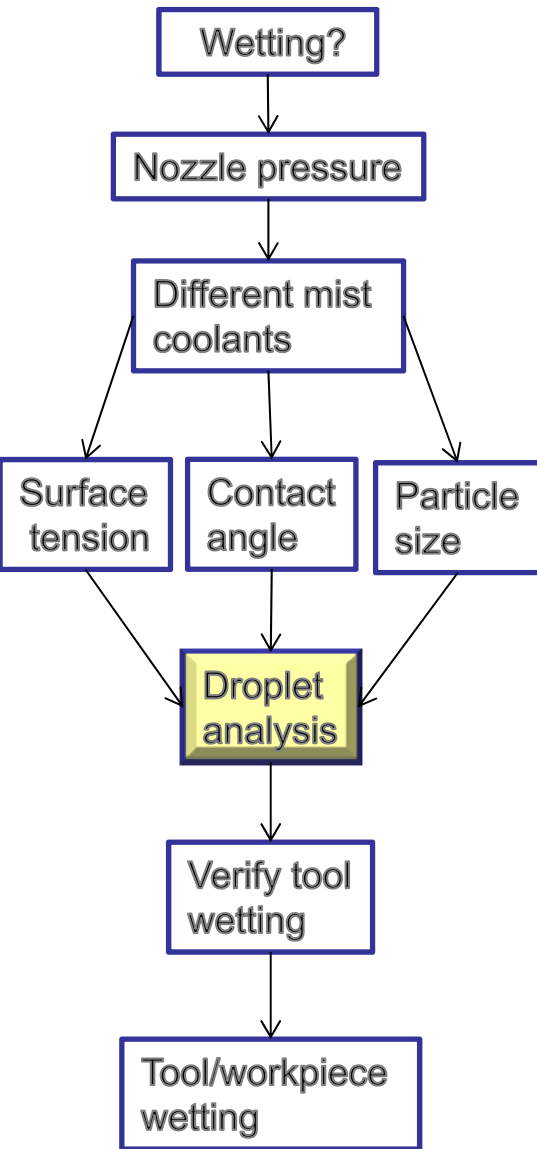 Wetting?
Nozzle pressure
Different mist
coolants
Surface
tension
Contact
angle
Particle
size
Droplet
analysis
Verify tool
wetting
Tool/workpiece
wetting